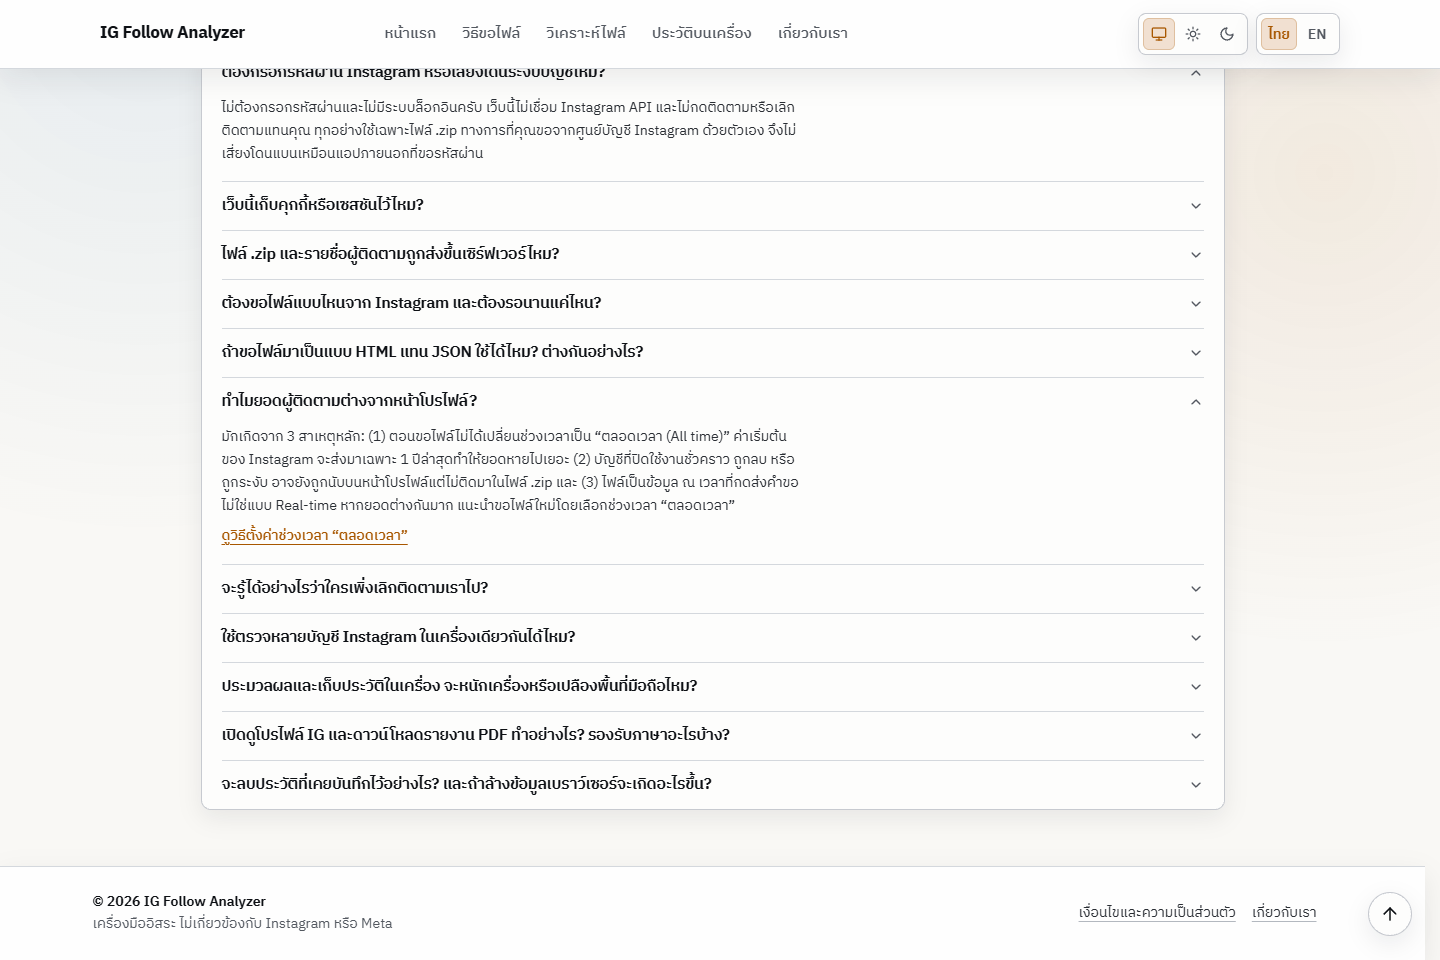 IG Follow Analyzer
หน้าแรก
วิธีขอไฟล์
วิเคราะห์ไฟล์
ประวัติบนเครื่อง
เกี่ยวกับเรา
ไทย
EN
ต้องกรอกรหัสผ่าน Instagram หรือเสี่ยงโดนระงับบัญชีไหม?
ไม่ต้องกรอกรหัสผ่านและไม่มีระบบล็อกอินครับ เว็บนี้ไม่เชื่อม Instagram API และไม่กดติดตามหรือเลิก
ติดตามแทนคุณ ทุกอย่างใช้เฉพาะไฟล์ .zip ทางการที่คุณขอจากศูนย์บัญชี Instagram ด้วยตัวเอง จึงไม่
เสี่ยงโดนแบนเหมือนแอปภายนอกที่ขอรหัสผ่าน
เว็บนี้เก็บคุกกี้หรือเซสชันไว้ไหม?
ไฟล์ .zip และรายชื่อผู้ติดตามถูกส่งขึ้นเซิร์ฟเวอร์ไหม?
ต้องขอไฟล์แบบไหนจาก Instagram และต้องรอนานแค่ไหน?
ถ้าขอไฟล์มาเป็นแบบ HTML แทน JSON ใช้ได้ไหม? ต่างกันอย่างไร?
ทำไมยอดผู้ติดตามต่างจากหน้าโปรไฟล์?
มักเกิดจาก 3 สาเหตุหลัก: (1) ตอนขอไฟล์ไม่ได้เปลี่ยนช่วงเวลาเป็น “ตลอดเวลา (All time)” ค่าเริ่มต้น
ของ Instagram จะส่งมาเฉพาะ 1 ปีล่าสุดทำให้ยอดหายไปเยอะ (2) บัญชีที่ปิดใช้งานชั่วคราว ถูกลบ หรือ
ถูกระงับ อาจยังถูกนับบนหน้าโปรไฟล์แต่ไม่ติดมาในไฟล์ .zip และ (3) ไฟล์เป็นข้อมูล ณ เวลาที่กดส่งคำขอ
ไม่ใช่แบบ Real-time หากยอดต่างกันมาก แนะนำขอไฟล์ใหม่โดยเลือกช่วงเวลา “ตลอดเวลา”
ดูวิธีตั้งค่าช่วงเวลา “ตลอดเวลา”
จะรู้ได้อย่างไรว่าใครเพิ่งเลิกติดตามเราไป?
ใช้ตรวจหลายบัญชี Instagram ในเครื่องเดียวกันได้ไหม?
ประมวลผลและเก็บประวัติในเครื่อง จะหนักเครื่องหรือเปลืองพื้นที่มือถือไหม?
เปิดดูโปรไฟล์ IG และดาวน์โหลดรายงาน PDF ทำอย่างไร? รองรับภาษาอะไรบ้าง?
จะลบประวัติที่เคยบันทึกไว้อย่างไร? และถ้าล้างข้อมูลเบราว์เซอร์จะเกิดอะไรขึ้น?
© 2026 IG Follow Analyzer
เครื่องมืออิสระ ไม่เกี่ยวข้องกับ Instagram หรือ Meta
เงื่อนไขและความเป็นส่วนตัว
เกี่ยวกับเรา